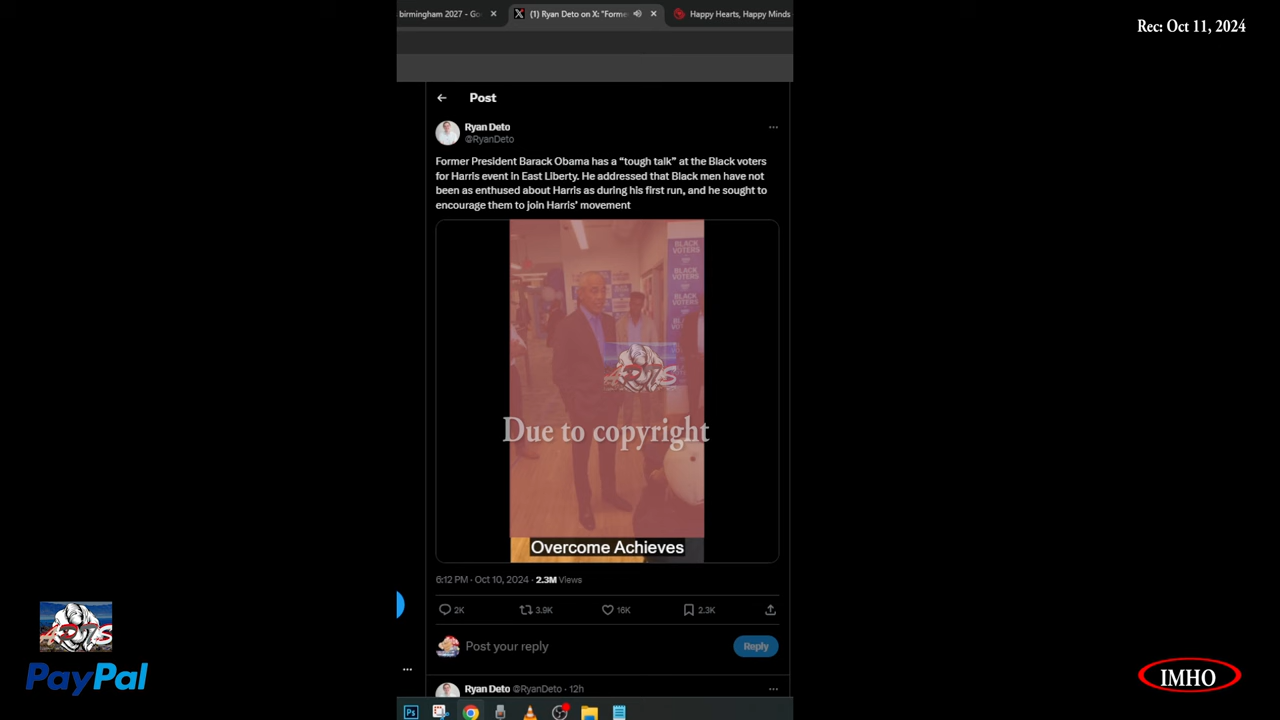 Rec: Oct 11, 2024
birmingham 2027 - Go
(1) Ryan Deto on X: "Forme
Happy Hearts, Happy Minds
Post
Ryan Deto
@RyanDeto
Former President Barack Obama has a “tough talk” at the Black voters
for Harris event in East Liberty. He addressed that Black men have not
been as enthused about Harris as during his first run, and he sought to
encourage them to join Harris’ movement
BLACK
VOTERS
BLACK
VOTERS
BLACK
VOTERS
BLACK
4R7S
Due to copyright
Overcome Achieves
6:12 PM · Oct 10, 2024 · 2.3M Views
2K
3.9K
16K
2.3K
Post your reply
Reply
Ryan Deto @RyanDeto · 12h
Ps
4R7S
PayPal
IMHO